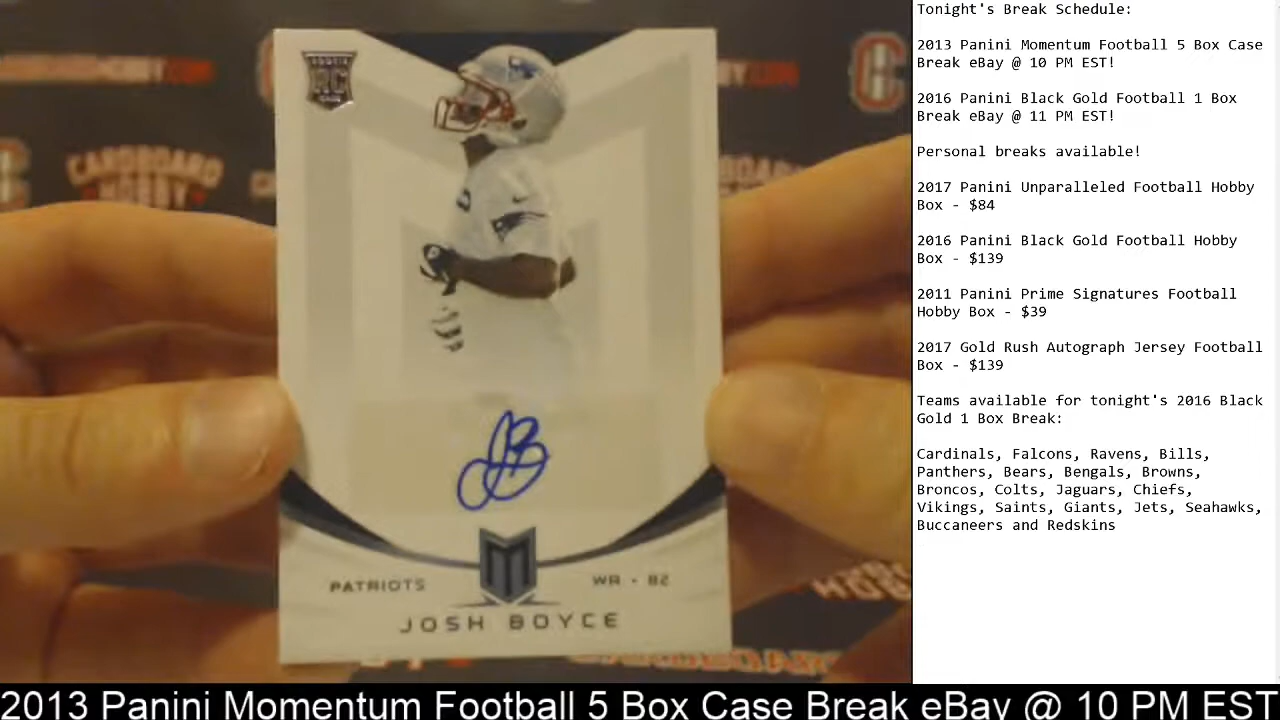 RC
CARDBOARD
HOBBY
PATRIOTS
WR • 82
JOSH BOYCE
Tonight's Break Schedule:
2013 Panini Momentum Football 5 Box Case
Break eBay @ 10 PM EST!
2016 Panini Black Gold Football 1 Box
Break eBay @ 11 PM EST!
Personal breaks available!
2017 Panini Unparalleled Football Hobby
Box - $84
2016 Panini Black Gold Football Hobby
Box - $139
2011 Panini Prime Signatures Football
Hobby Box - $39
2017 Gold Rush Autograph Jersey Football
Box - $139
Teams available for tonight's 2016 Black
Gold 1 Box Break:
Cardinals, Falcons, Ravens, Bills,
Panthers, Bears, Bengals, Browns,
Broncos, Colts, Jaguars, Chiefs,
Vikings, Saints, Giants, Jets, Seahawks,
Buccaneers and Redskins
2013 Panini Momentum Football 5 Box Case Break eBay @ 10 PM EST